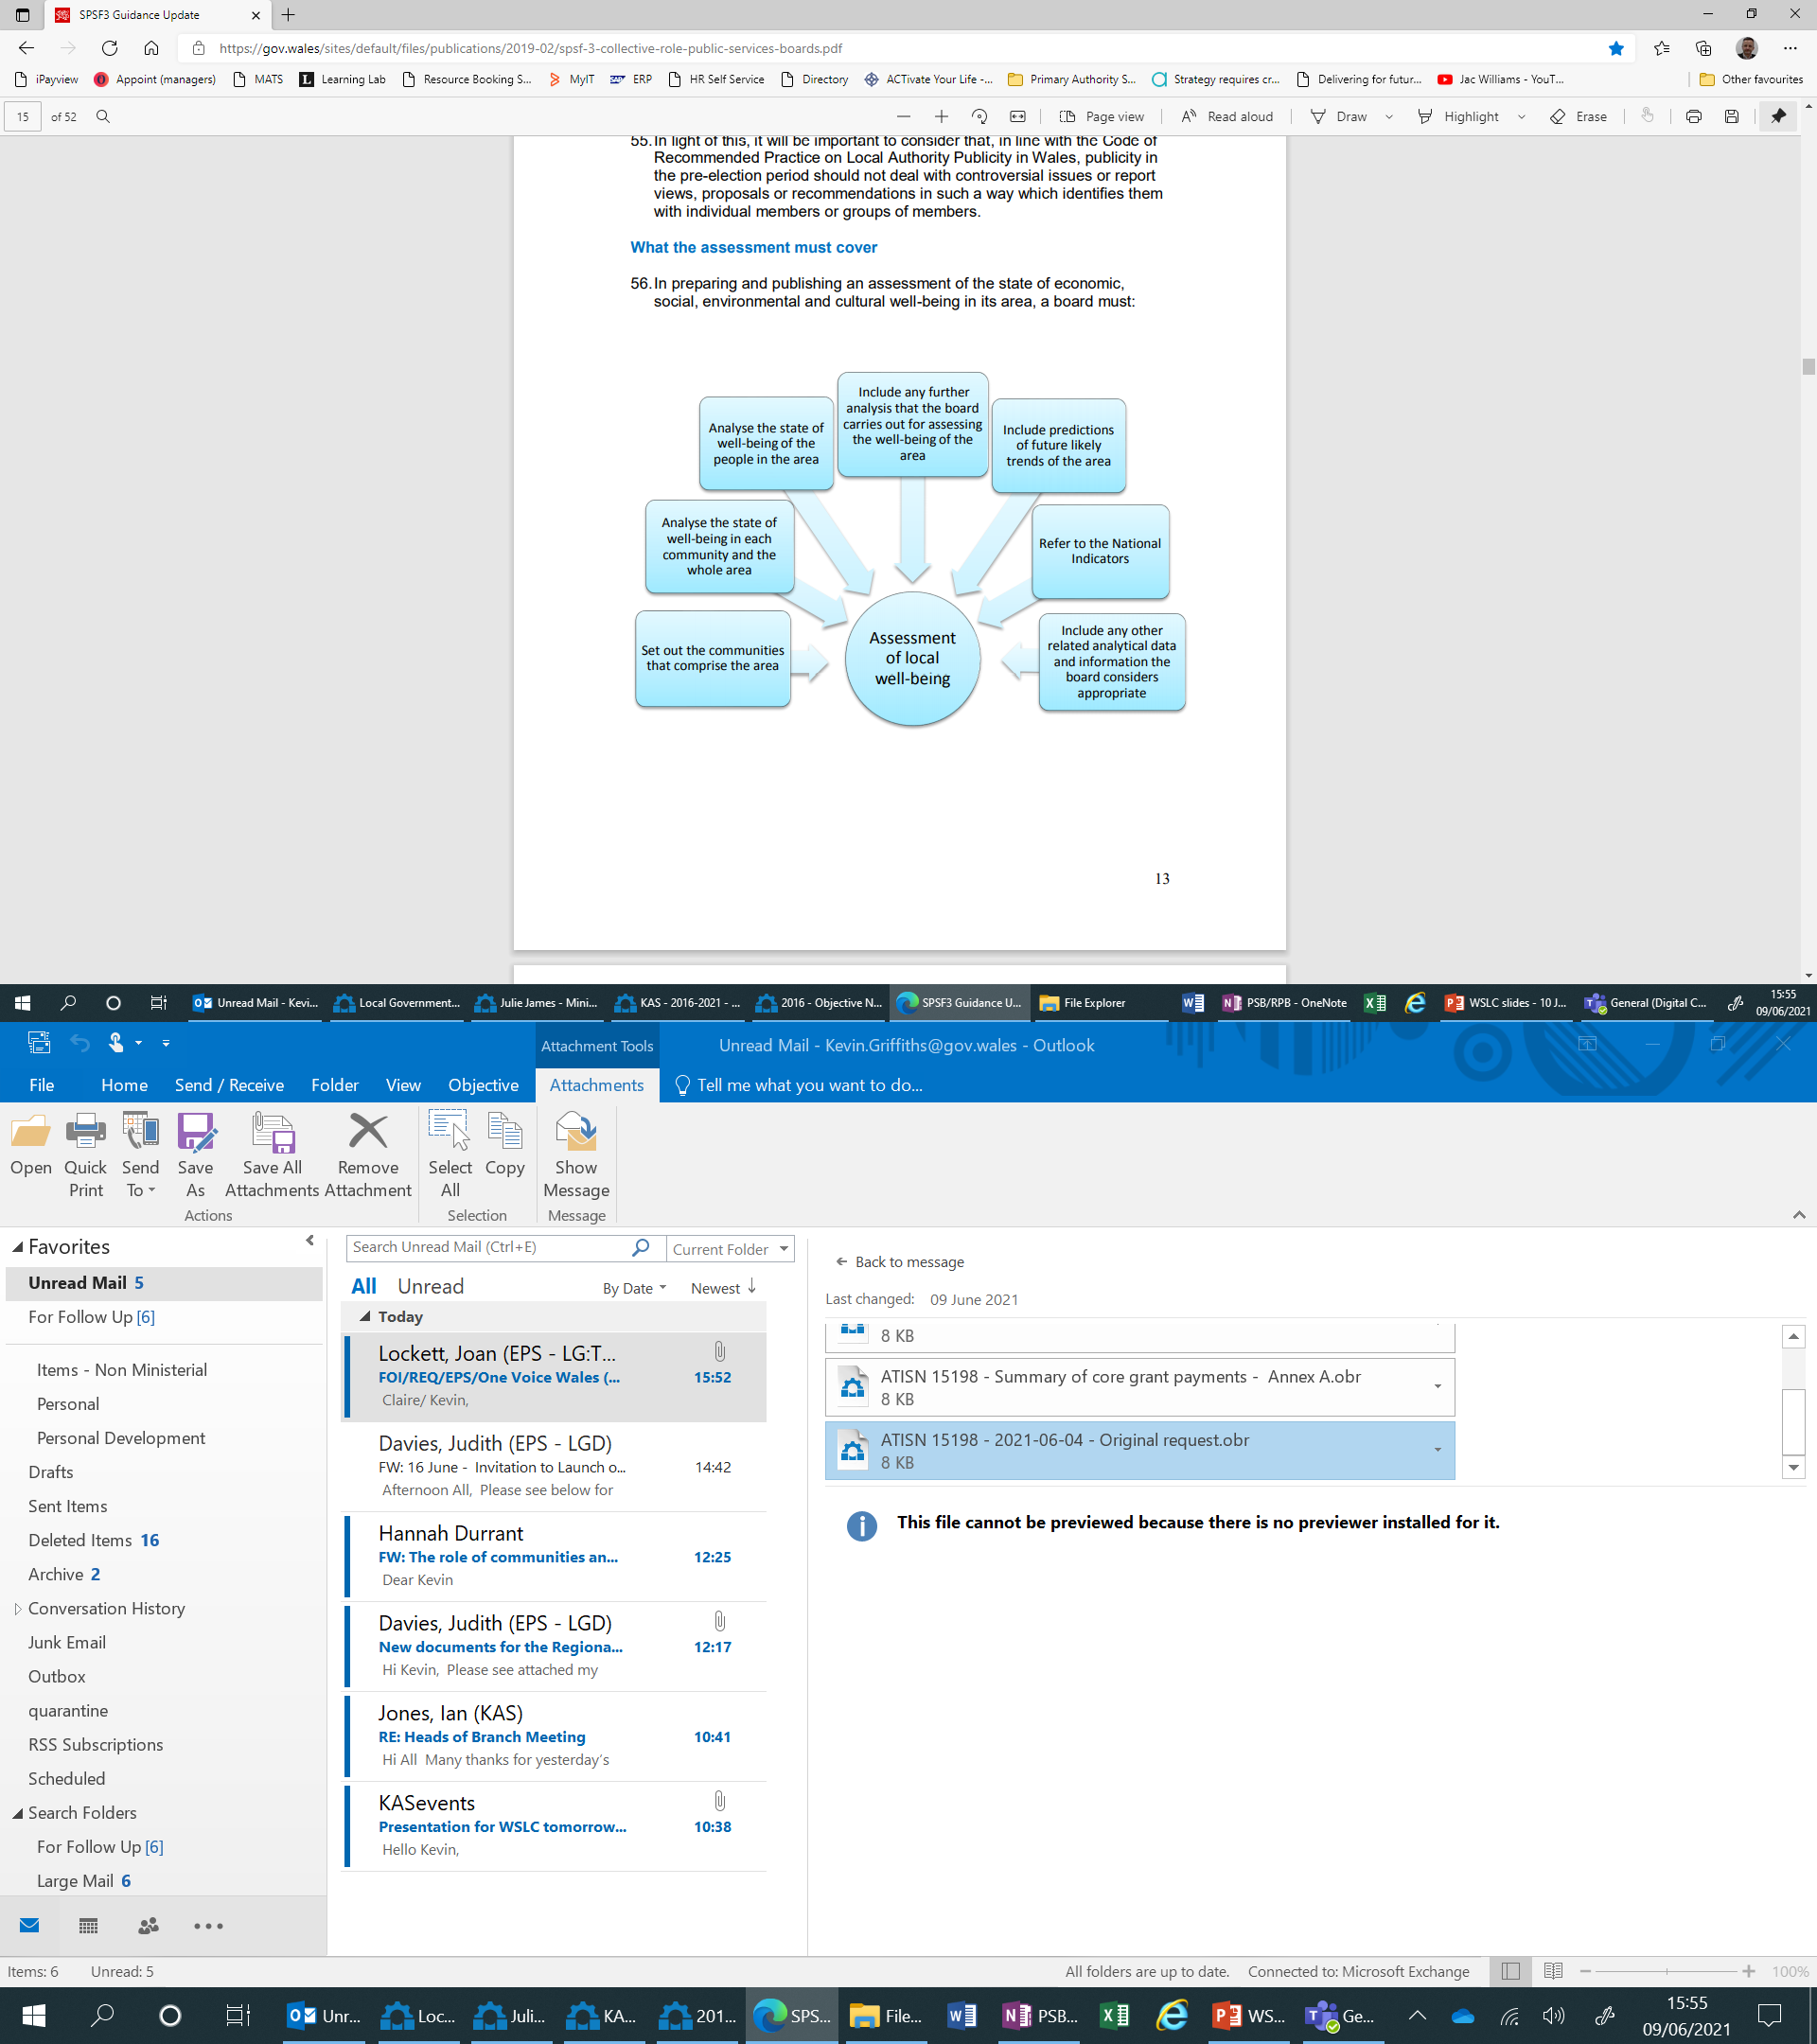 SPSF3 Guidance Update
https://gov.wales/sites/default/files/publications/2019-02/spsf-3-collective-role-public-services-boards.pdf
iPayview
Appoint (managers)
MATS
Learning Lab
Resource Booking S...
MyIT
ERP
HR Self Service
Directory
ACTivate Your Life -...
Primary Authority S...
Strategy requires cr...
Delivering for futur...
Jac Williams - YouT...
Other favourites
15
of 52
Page view
Read aloud
Draw
Highlight
Erase
55. In light of this, it will be important to consider that, in line with the Code of
Recommended Practice on Local Authority Publicity in Wales, publicity in
the pre-election period should not deal with controversial issues or report
views, proposals or recommendations in such a way which identifies them
with individual members or groups of members.
What the assessment must cover
56. In preparing and publishing an assessment of the state of economic,
social, environmental and cultural well-being in its area, a board must:
Set out the communities
that comprise the area
Analyse the state of
well-being in each
community and the
whole area
Analyse the state of
well-being of the
people in the area
Include any further
analysis that the board
carries out for assessing
the well-being of the
area
Include predictions
of future likely
trends of the area
Refer to the National
Indicators
Include any other
related analytical data
and information the
board considers
appropriate
Assessment
of local
well-being
13
Unread Mail - Kevi...
Local Government...
Julie James - Mini...
KAS - 2016-2021 - ...
2016 - Objective N...
SPSF3 Guidance U...
File Explorer
PSB/RPB - OneNote
WSLC slides - 10 J...
General (Digital C...
15:55
09/06/2021
Attachment Tools
Unread Mail - Kevin.Griffiths@gov.wales - Outlook
File
Home
Send / Receive
Folder
View
Objective
Attachments
Tell me what you want to do...
Open
Quick
Print
Send
To
Save
As
Save All
Attachments
Remove
Attachment
Select
All
Copy
Show
Message
Actions
Selection
Message
Favorites
Unread Mail 5
For Follow Up [6]
Items - Non Ministerial
Personal
Personal Development
Drafts
Sent Items
Deleted Items 16
Archive 2
Conversation History
Junk Email
Outbox
quarantine
RSS Subscriptions
Scheduled
Search Folders
For Follow Up [6]
Large Mail 6
Search Unread Mail (Ctrl+E)
Current Folder
All Unread
By Date
Newest
Today
Lockett, Joan (EPS - LG:T...
FOI/REQ/EPS/One Voice Wales (... 15:52
Claire/ Kevin,
Davies, Judith (EPS - LGD)
FW: 16 June - Invitation to Launch o... 14:42
Afternoon All, Please see below for
Hannah Durrant
FW: The role of communities an... 12:25
Dear Kevin
Davies, Judith (EPS - LGD)
New documents for the Regiona... 12:17
Hi Kevin, Please see attached my
Jones, Ian (KAS)
RE: Heads of Branch Meeting 10:41
Hi All Many thanks for yesterday's
KASevents
Presentation for WSLC tomorrow... 10:38
Hello Kevin,
Back to message
Last changed: 09 June 2021
8 KB
ATISN 15198 - Summary of core grant payments - Annex A.obr
8 KB
ATISN 15198 - 2021-06-04 - Original request.obr
8 KB
This file cannot be previewed because there is no previewer installed for it.
Items: 6
Unread: 5
All folders are up to date.
Connected to: Microsoft Exchange
100%
Unr...
Loc...
Juli...
KA...
201...
SPS...
File...
PSB...
WS...
Ge...
15:55
09/06/2021